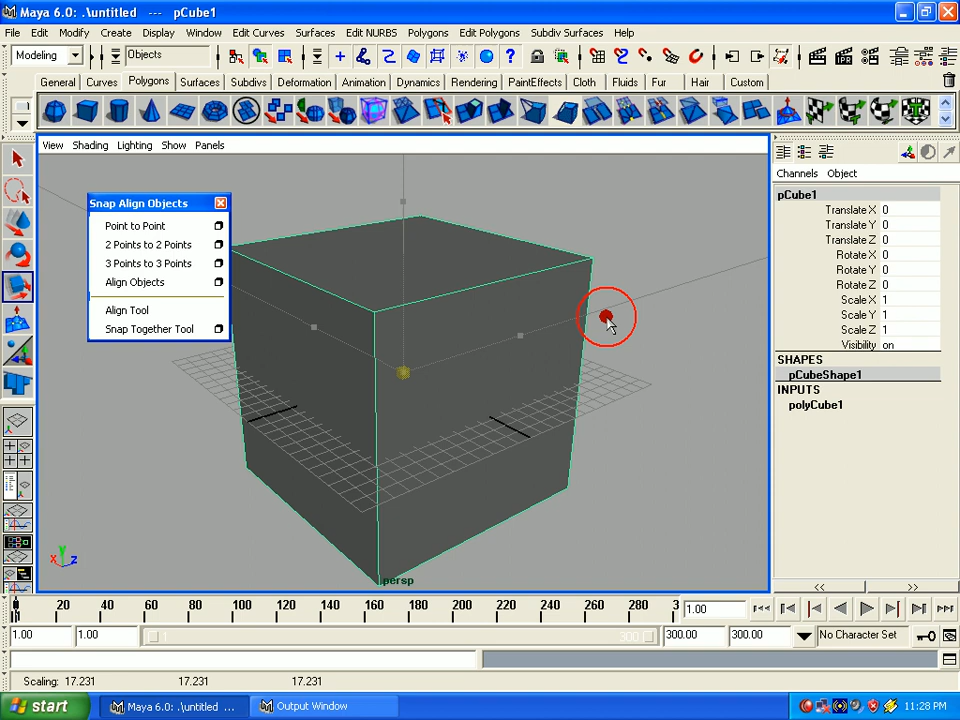 Maya 6.0: .\untitled --- pCube1
File Edit Modify Create Display Window Edit Curves Surfaces Edit NURBS Polygons Edit Polygons Subdiv Surfaces Help
Modeling Objects
General Curves Polygons Surfaces Subdivs Deformation Animation Dynamics Rendering PaintEffects Cloth Fluids Fur Hair Custom
View Shading Lighting Show Panels
Channels Object
Snap Align Objects
Point to Point
2 Points to 2 Points
3 Points to 3 Points
Align Objects
Align Tool
Snap Together Tool
pCube1
Translate X 0
Translate Y 0
Translate Z 0
Rotate X 0
Rotate Y 0
Rotate Z 0
Scale X 1
Scale Y 1
Scale Z 1
Visibility on
SHAPES
pCubeShape1
INPUTS
polyCube1
Y
X Z
persp
<< >>
20 40 60 80 100 120 140 160 180 200 220 240 260 280 3
1.00
1.00 1.00 1 300 300.00 300.00 No Character Set
Scaling: 17.231 17.231 17.231
start Maya 6.0: .\untitled ... Output Window 11:28 PM